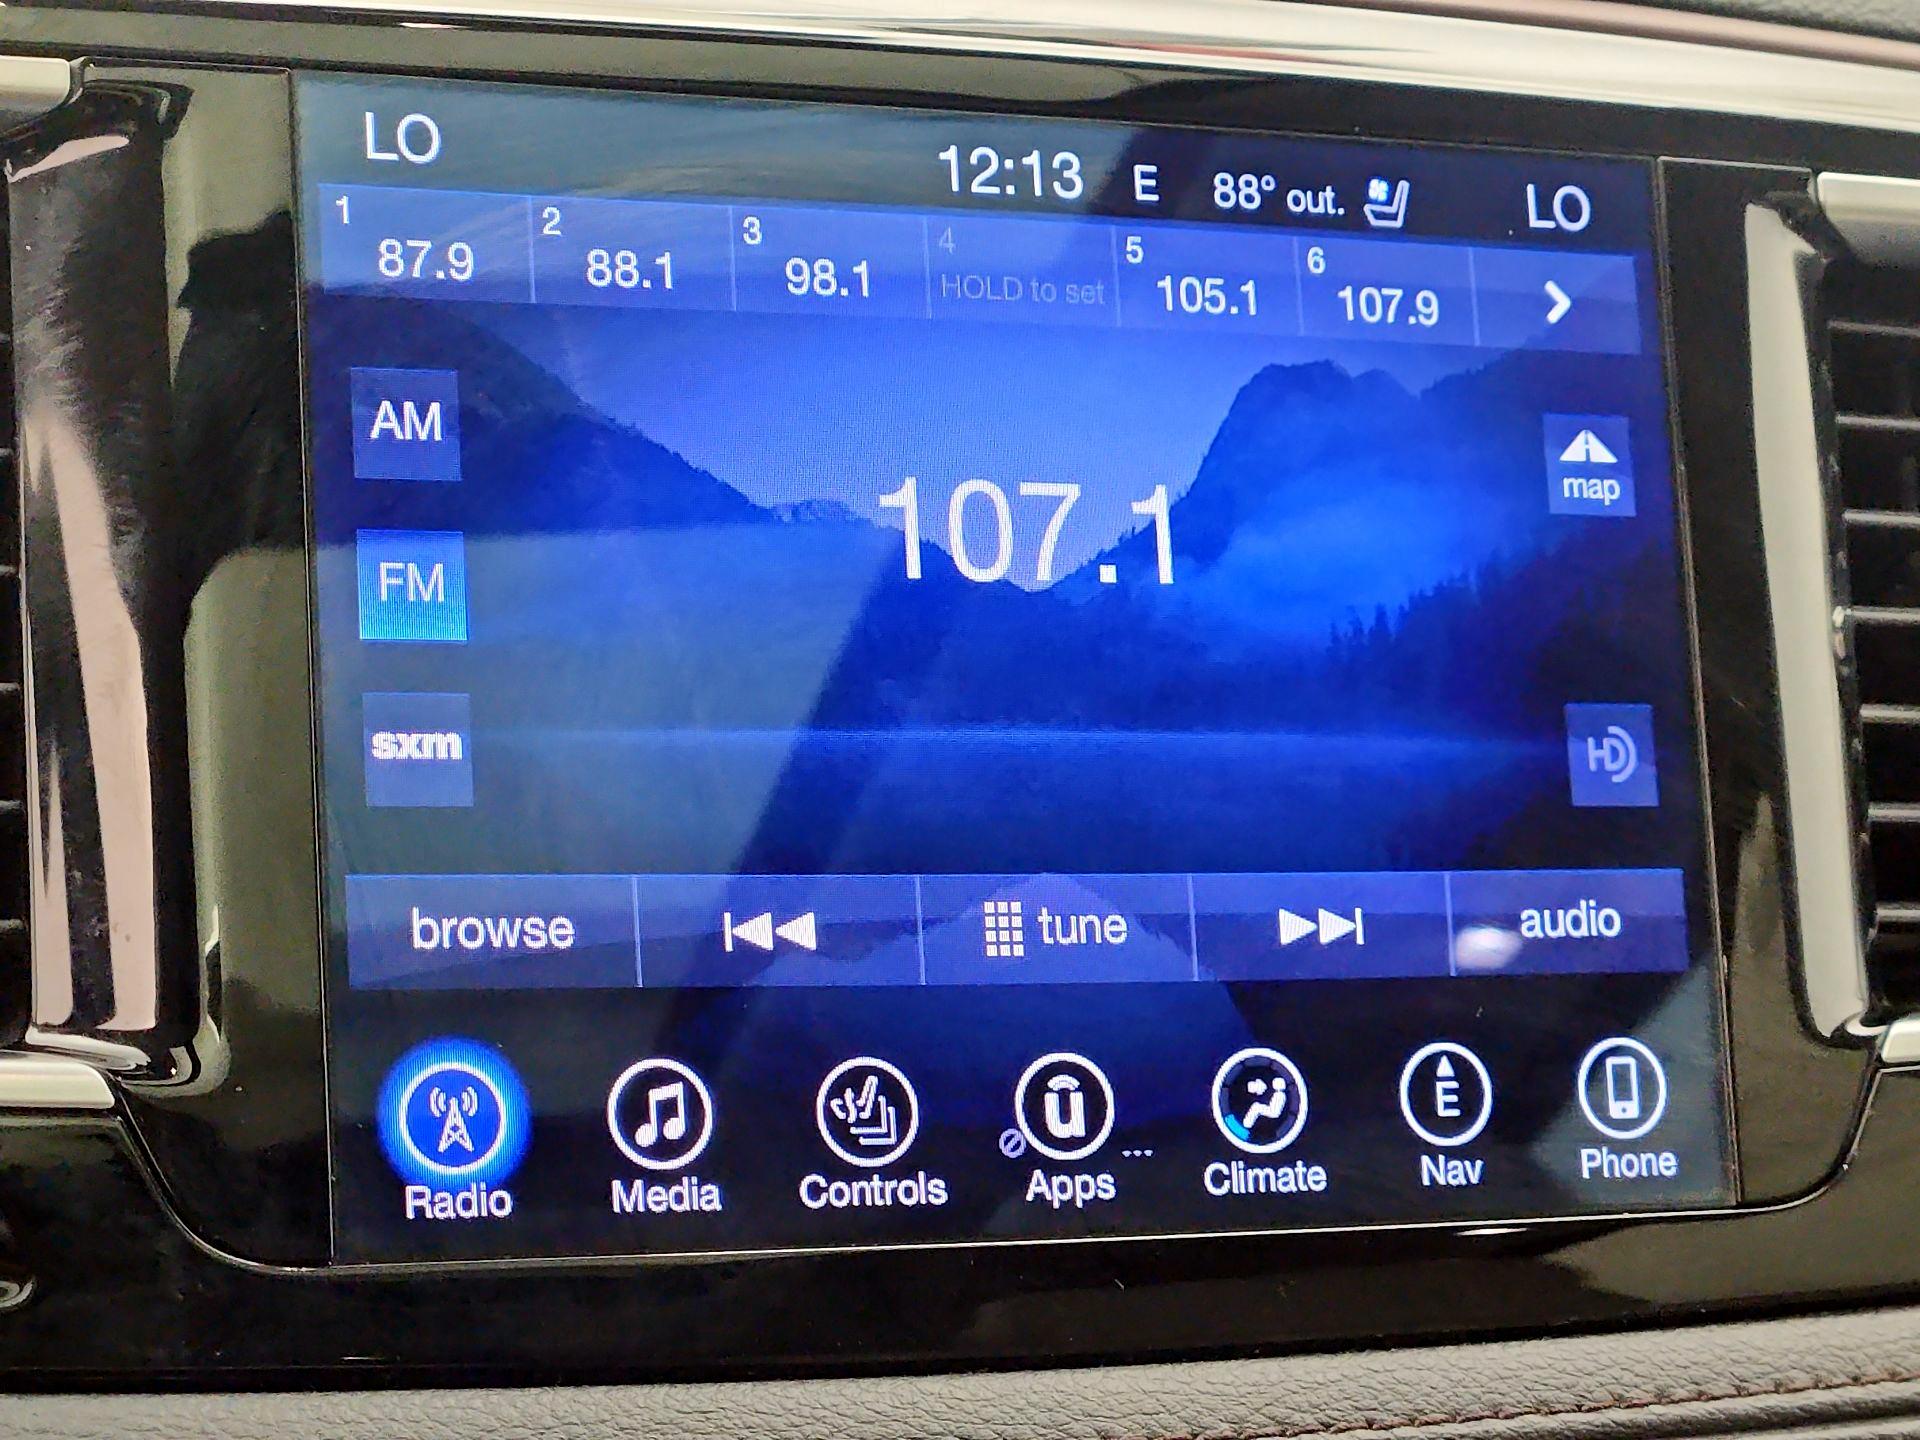 LO 12:13 E 88° out. LO
1 2 3 4 5 6
87.9 88.1 98.1 HOLD to set 105.1 107.9
AM
map
107.1
FM
sxm
HD
browse tune audio
E
Radio Media Controls Apps ... Climate Nav Phone